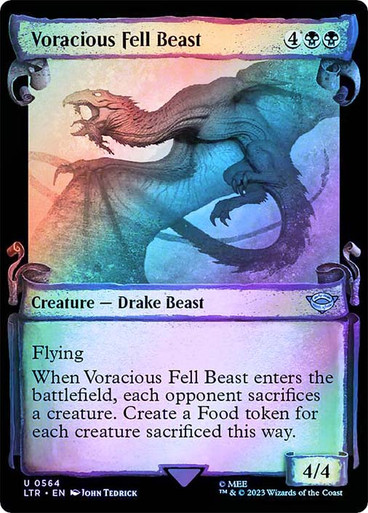 Voracious Fell Beast 4
Creature — Drake Beast
Flying
When Voracious Fell Beast enters the
battlefield, each opponent sacrifices
a creature. Create a Food token for
each creature sacrificed this way.
4/4
U 0564
LTR • EN John Tedrick
© MEE
™ & © 2023 Wizards of the Coast